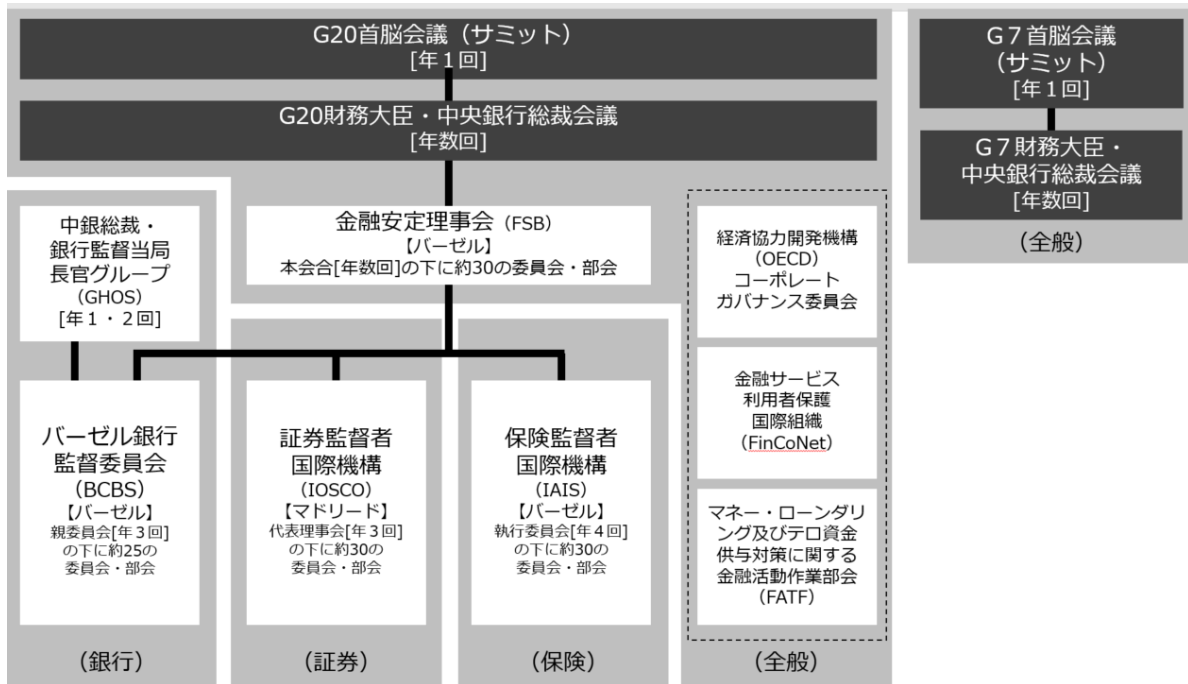 G20首脳会議（サミット）
[年１回]
G20財務大臣・中央銀行総裁会議
[年数回]
G７首脳会議
（サミット）
[年１回]
G７財務大臣・
中央銀行総裁会議
[年数回]
（全般）
中銀総裁・
銀行監督当局
長官グループ
(GHOS)
[年１・２回]
金融安定理事会 (FSB)
【バーゼル】
本会合[年数回]の下に約30の委員会・部会
バーゼル銀行
監督委員会
(BCBS)
【バーゼル】
親委員会[年３回]
の下に約25の
委員会・部会
（銀行）
証券監督者
国際機構
(IOSCO)
【マドリード】
代表理事会[年３回]
の下に約30の
委員会・部会
（証券）
保険監督者
国際機構
(IAIS)
【バーゼル】
執行委員会[年４回]
の下に約30の
委員会・部会
（保険）
経済協力開発機構
(OECD)
コーポレート
ガバナンス委員会
金融サービス
利用者保護
国際組織
(FinCoNet)
マネー・ローンダリ
ング及びテロ資金
供与対策に関する
金融活動作業部会
(FATF)
（全般）